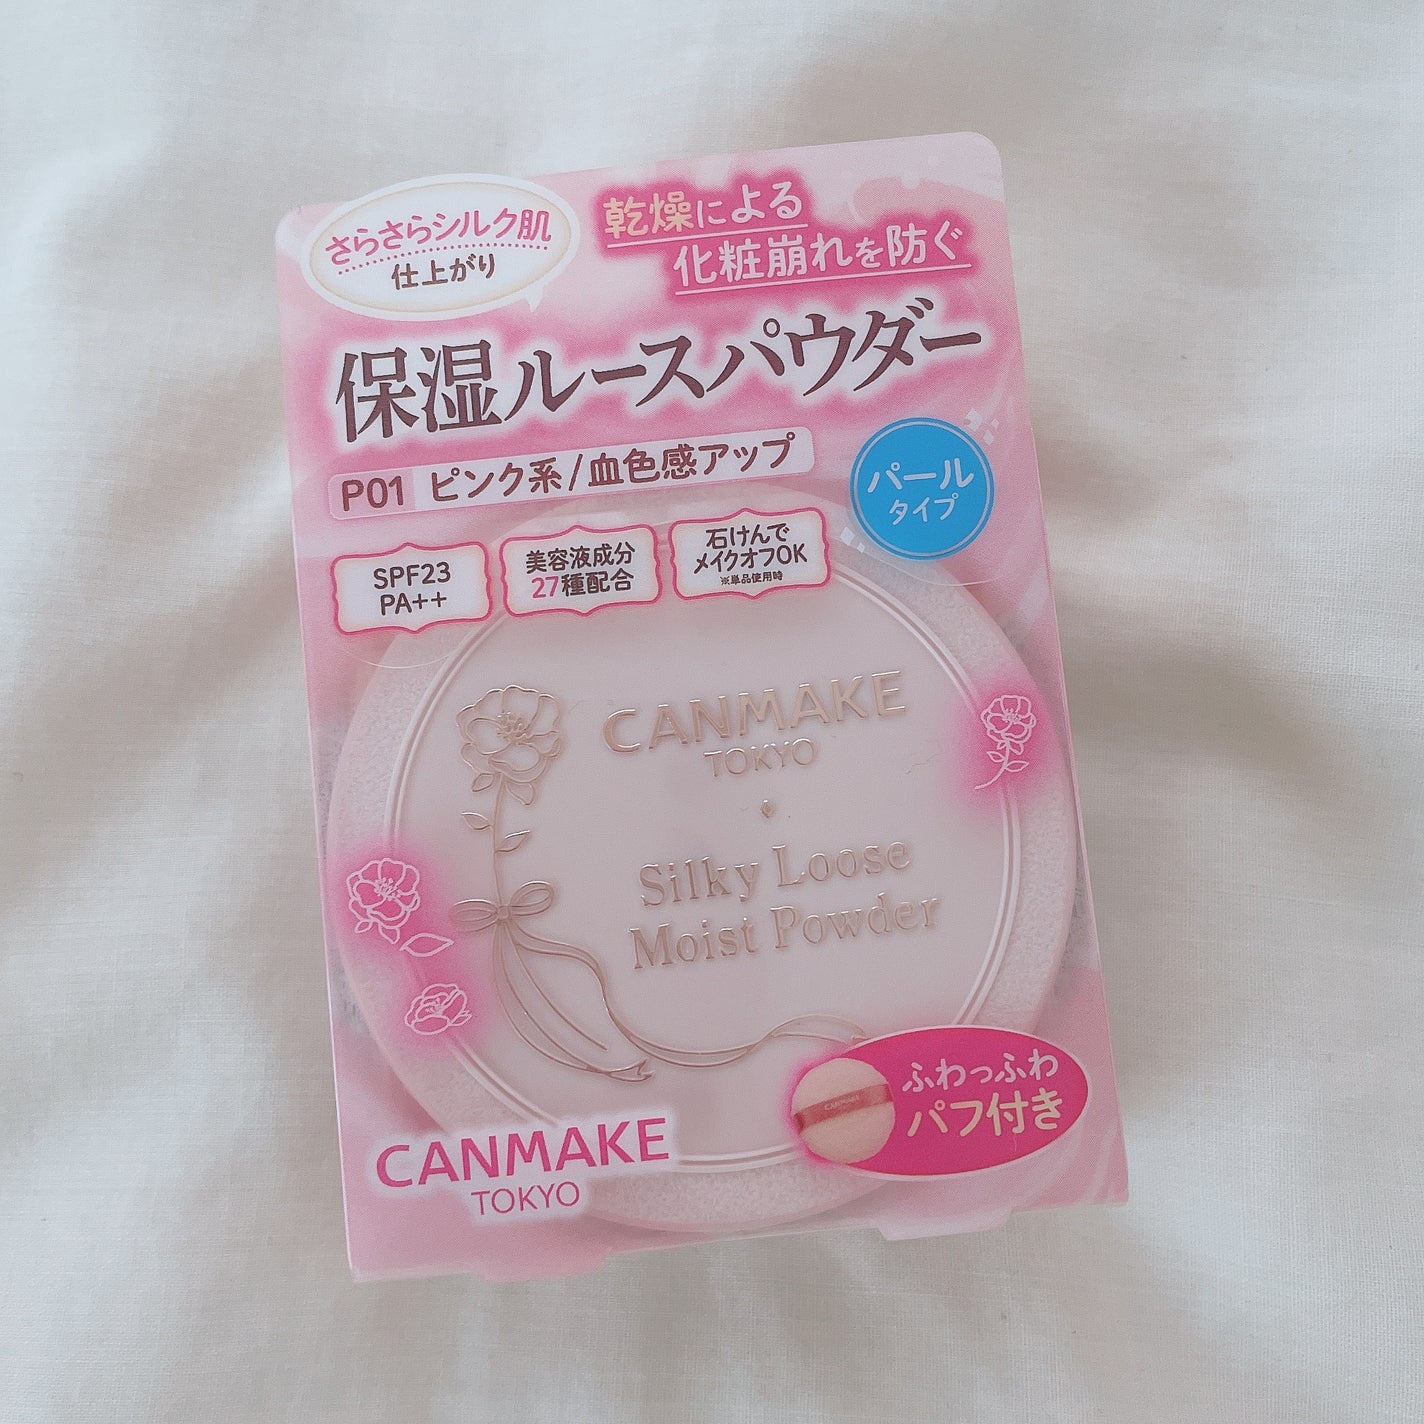 さらさらシルク肌
仕上がり
乾燥による
化粧崩れを防ぐ
保湿ルースパウダー
P01 ピンク系/血色感アップ
パール
タイプ
SPF23
PA++
美容液成分
27種配合
石けんで
メイクオフOK
※単品使用時
CANMAKE
TOKYO
Silky Loose
Moist Powder
CANMAKE
ふわっふわ
パフ付き
CANMAKE
TOKYO